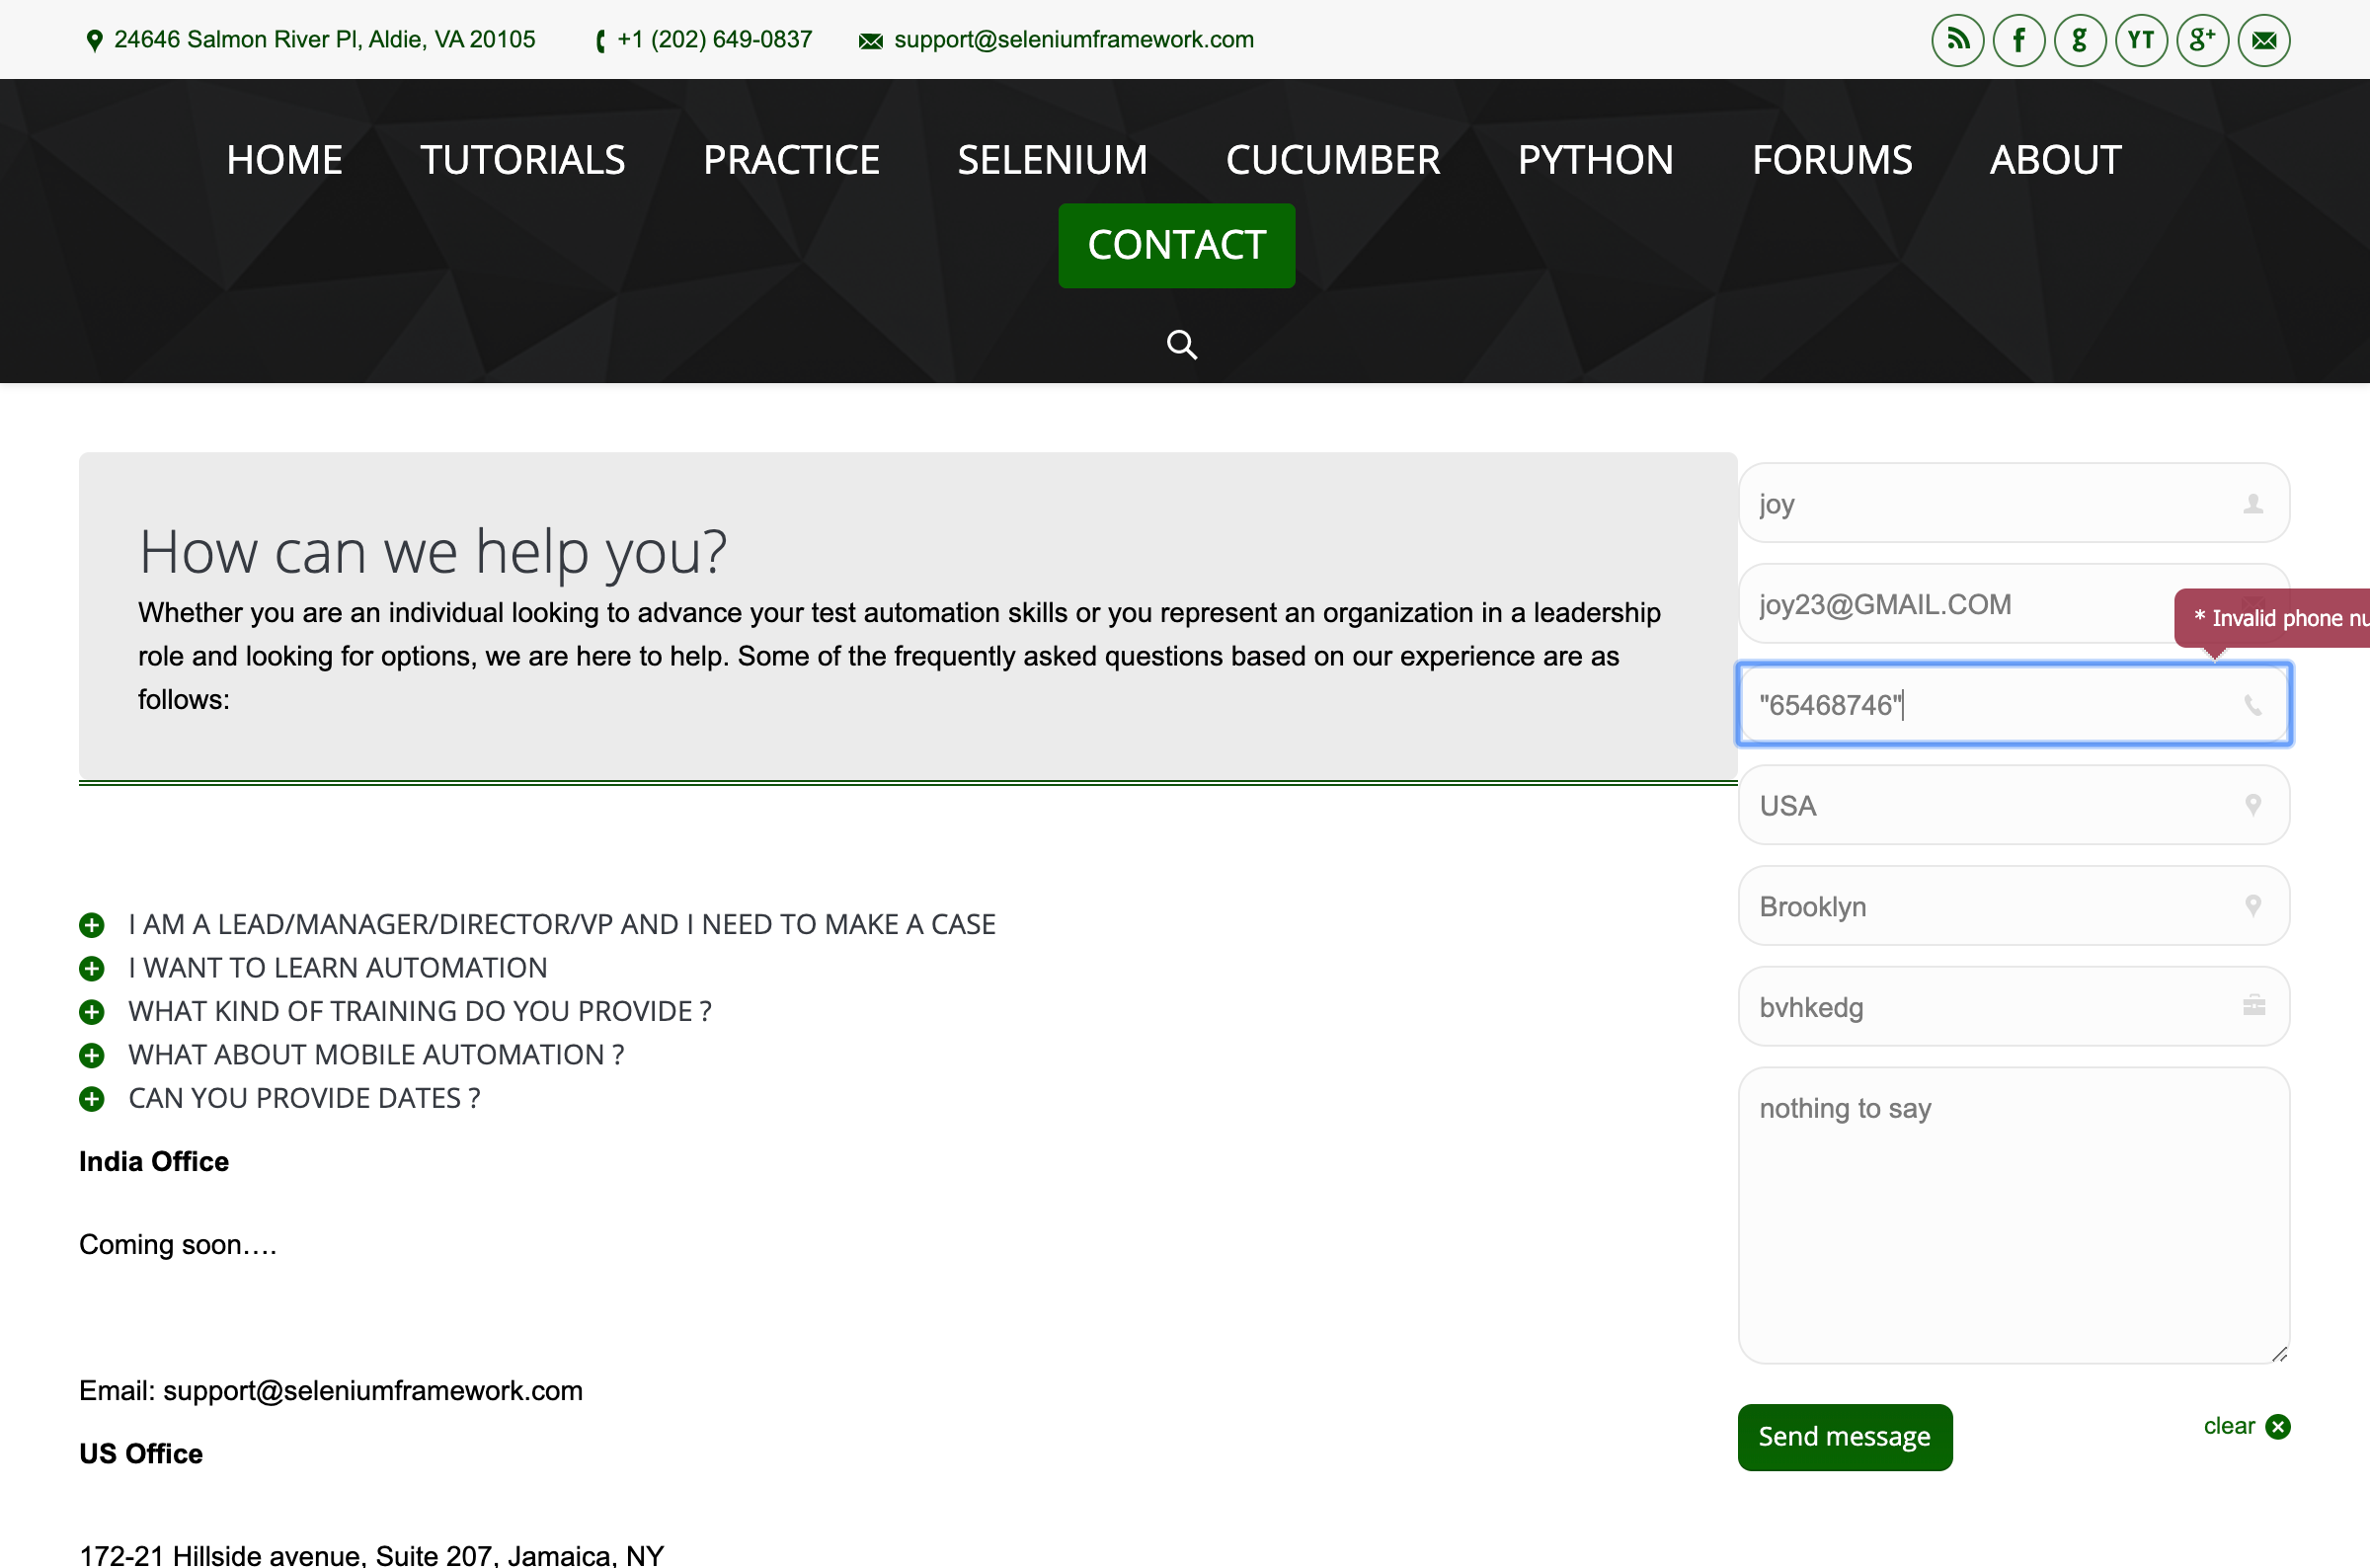 24646 Salmon River Pl, Aldie, VA 20105 +1 (202) 649-0837 support@seleniumframework.com f g YT g+
HOME TUTORIALS PRACTICE SELENIUM CUCUMBER PYTHON FORUMS ABOUT
CONTACT
How can we help you?
Whether you are an individual looking to advance your test automation skills or you represent an organization in a leadership
role and looking for options, we are here to help. Some of the frequently asked questions based on our experience are as
follows:
joy
joy23@GMAIL.COM
* Invalid phone nu
"65468746"
USA
Brooklyn
bvhkedg
nothing to say
Send message
clear
I AM A LEAD/MANAGER/DIRECTOR/VP AND I NEED TO MAKE A CASE
I WANT TO LEARN AUTOMATION
WHAT KIND OF TRAINING DO YOU PROVIDE ?
WHAT ABOUT MOBILE AUTOMATION ?
CAN YOU PROVIDE DATES ?
India Office
Coming soon….
Email: support@seleniumframework.com
US Office
172-21 Hillside avenue, Suite 207, Jamaica, NY